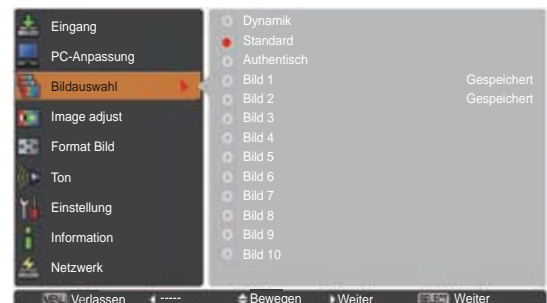 Eingang
PC-Anpassung
Bildauswahl
Image adjust
Format Bild
Ton
Einstellung
Information
Netzwerk
Dynamik
Standard
Authentisch
Bild 1 Gespeichert
Bild 2 Gespeichert
Bild 3
Bild 4
Bild 5
Bild 6
Bild 7
Bild 8
Bild 9
Bild 10
MENU Verlassen ----- Bewegen Weiter SELECT Weiter